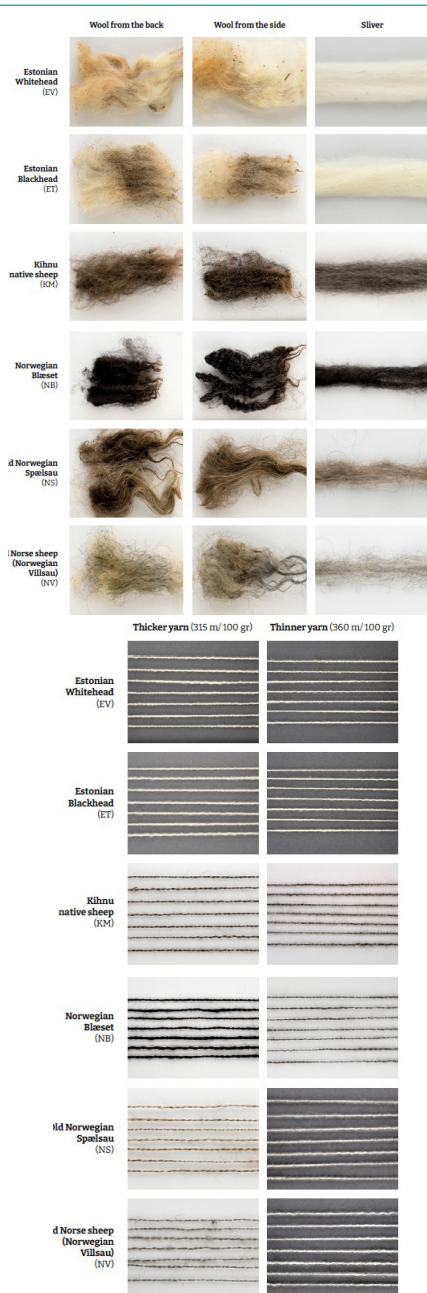 Wool from the back Wool from the side Sliver
Estonian
Whitehead
(EV)
Estonian
Blackhead
(ET)
Kihnu
native sheep
(KM)
Norwegian
Blæset
(NB)
d Norwegian
Spælsau
(NS)
Norse sheep
(Norwegian
Villsau)
(NV)
Thicker yarn (315 m/100 gr) Thinner yarn (360 m/100 gr)
Estonian
Whitehead
(EV)
Estonian
Blackhead
(ET)
Kihnu
native sheep
(KM)
Norwegian
Blæset
(NB)
ld Norwegian
Spælsau
(NS)
d Norse sheep
(Norwegian
Villsau)
(NV)